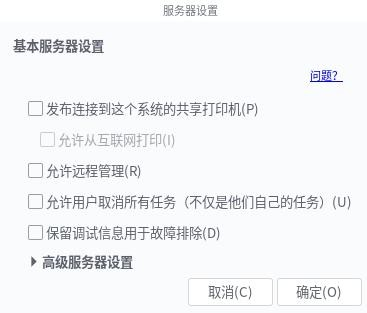 服务器设置
基本服务器设置
问题？
发布连接到这个系统的共享打印机(P)
允许从互联网打印(I)
允许远程管理(R)
允许用户取消所有任务（不仅是他们自己的任务）(U)
保留调试信息用于故障排除(D)
高级服务器设置
取消(C) 确定(O)